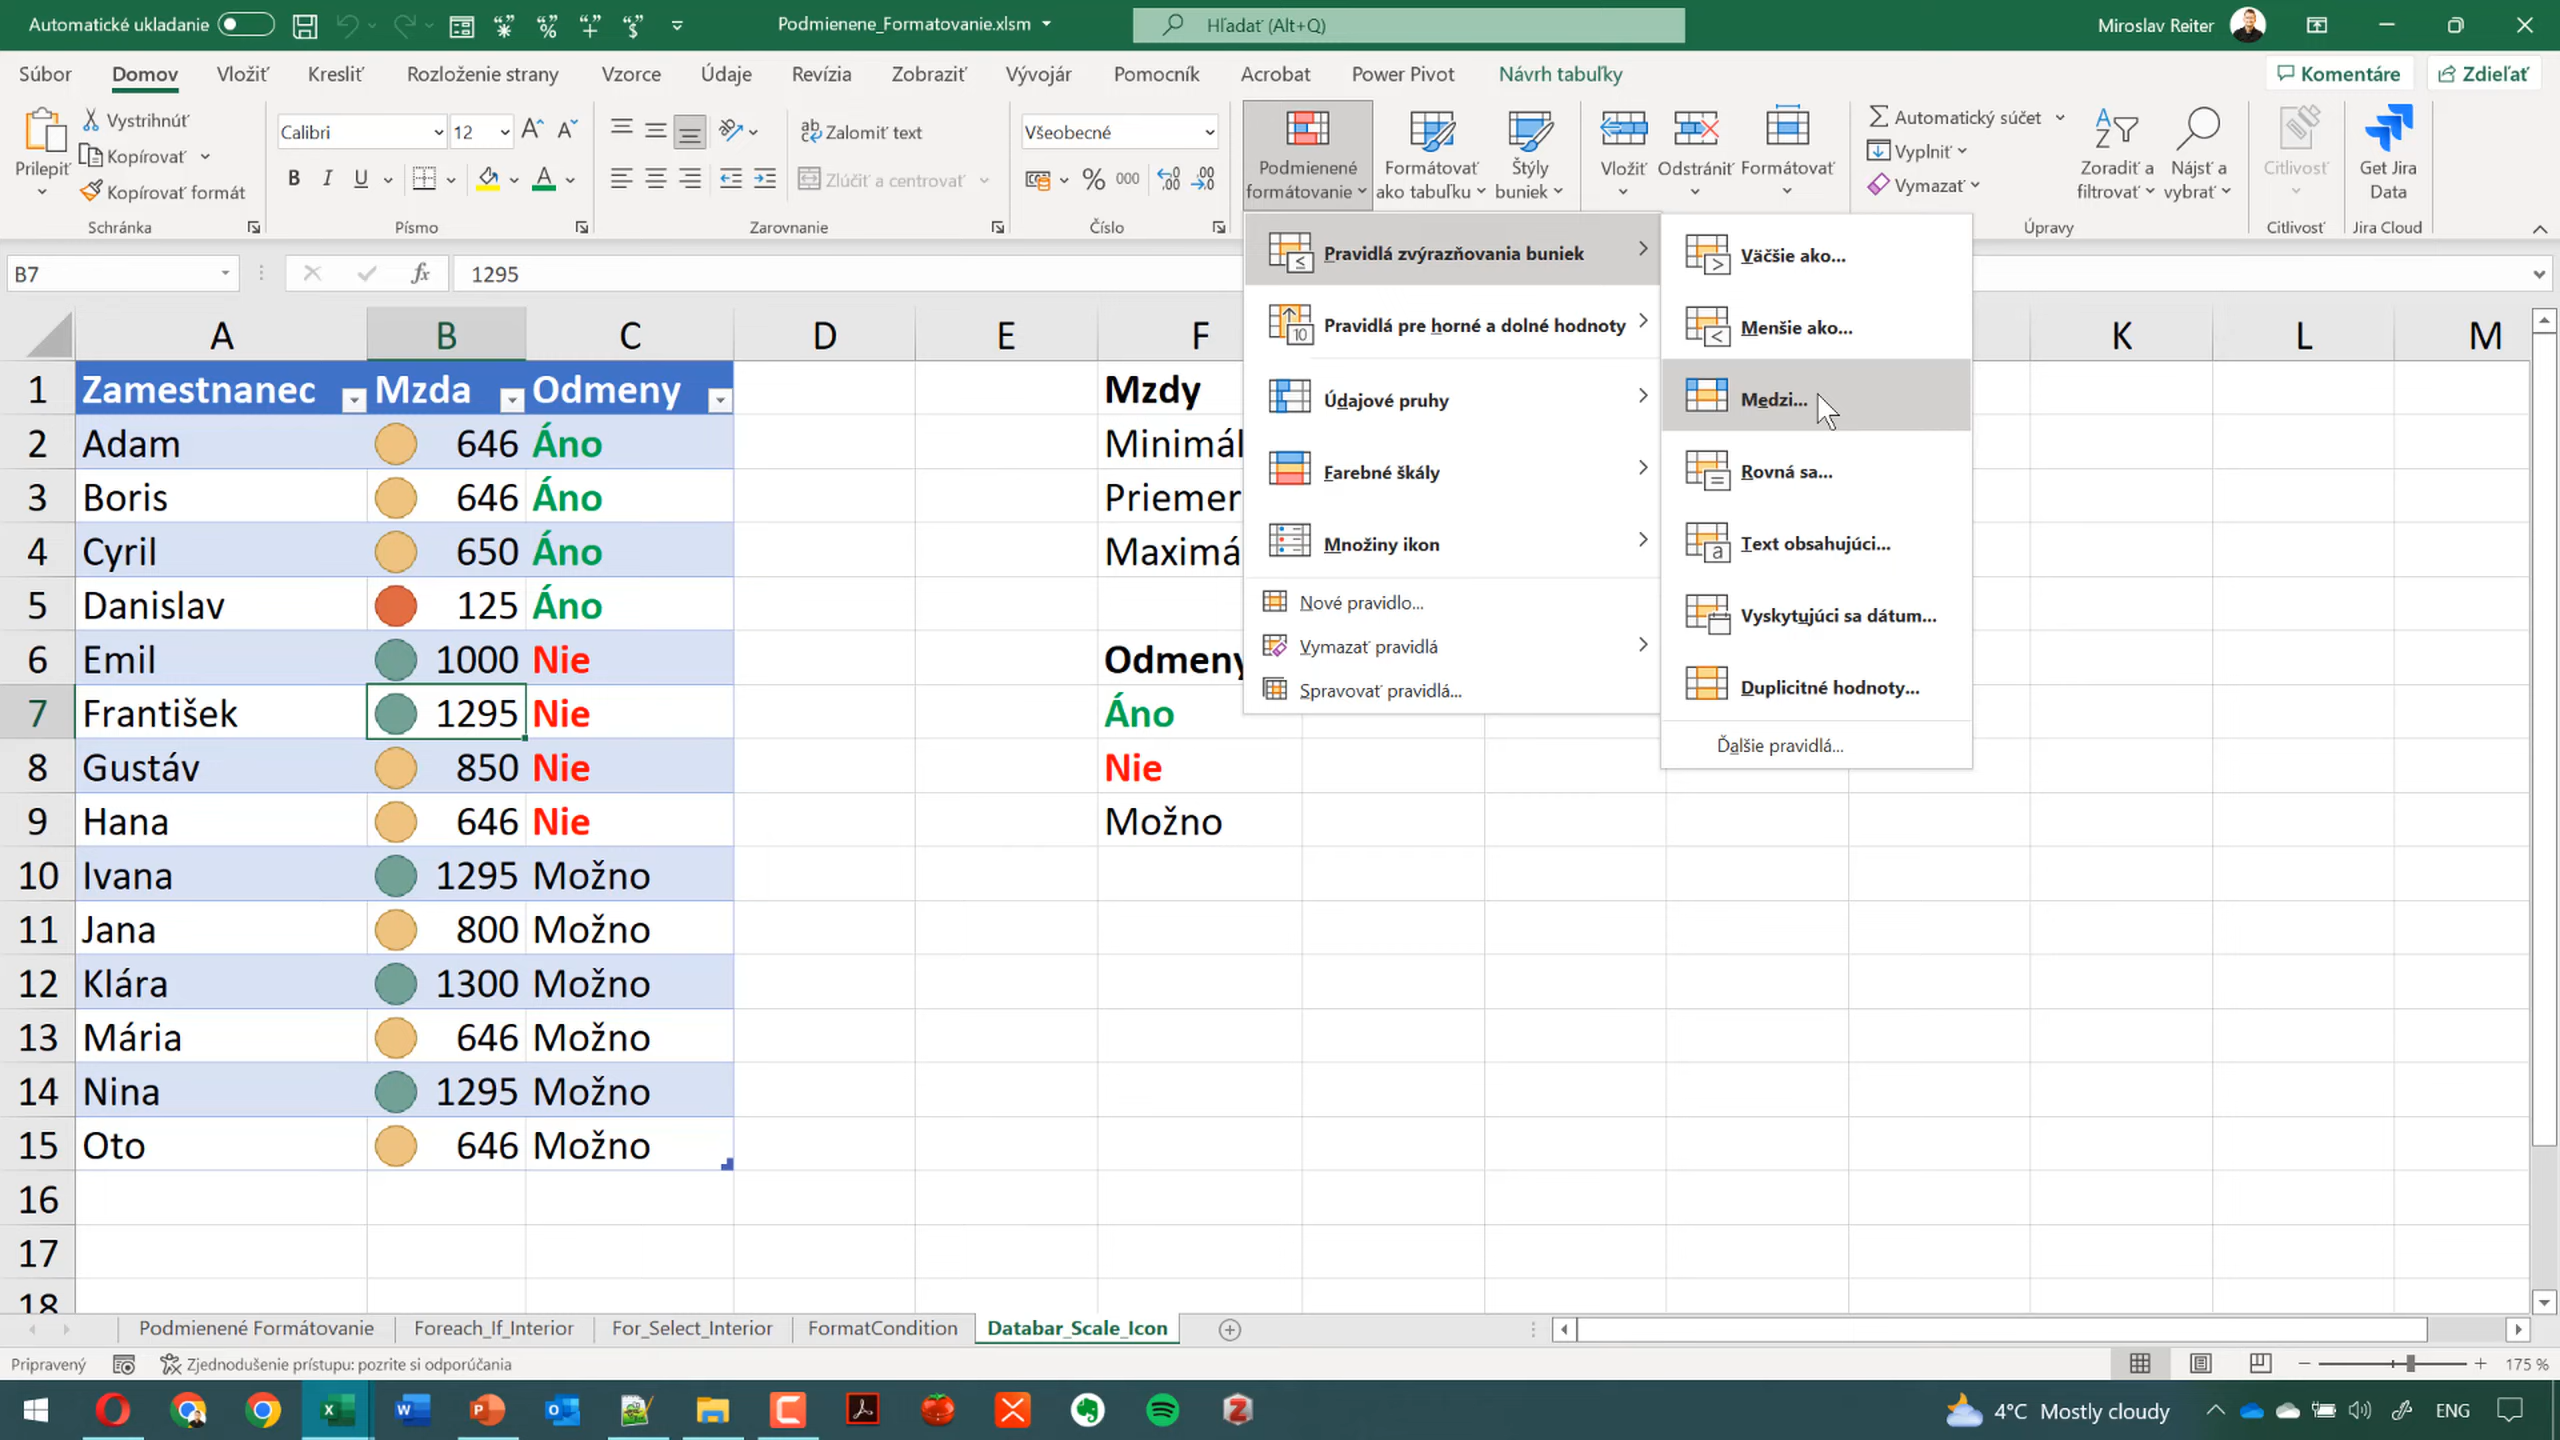 Automatické ukladanie
Podmienene_Formatovanie.xlsm
Hľadať (Alt+Q)
Miroslav Reiter
Súbor Domov Vložiť Kresliť Rozloženie strany Vzorce Údaje Revízia Zobraziť Vývojár Pomocník Acrobat Power Pivot Návrh tabuľky Komentáre Zdieľať
Prilepiť
Vystrihnúť
Kopírovať
Kopírovať formát
Schránka
Calibri 12
B I U A
Písmo
Zalomiť text
Zlúčiť a centrovať
Zarovnanie
Všeobecné
% 000
Číslo
Podmienené formátovanie
Formátovať ako tabuľku
Štýly buniek
Vložiť
Odstrániť
Formátovať
Automatický súčet
Vyplniť
Vymazať
Zoradiť a filtrovať
Nájsť a vybrať
Úpravy
Citlivosť
Citlivosť
Get Jira Data
Jira Cloud
B7 fx 1295
Pravidlá zvýrazňovania buniek
Pravidlá pre horné a dolné hodnoty
Údajové pruhy
Farebné škály
Množiny ikon
Nové pravidlo...
Vymazať pravidlá
Spravovať pravidlá...
Väčšie ako...
Menšie ako...
Medzi...
Rovná sa...
Text obsahujúci...
Vyskytujúci sa dátum...
Duplicitné hodnoty...
Ďalšie pravidlá...
A B C D E F K L M
1 Zamestnanec Mzda Odmeny Mzdy
2 Adam 646 Áno Minimál
3 Boris 646 Áno Priemer
4 Cyril 650 Áno Maximá
5 Danislav 125 Áno
6 Emil 1000 Nie Odmeny
7 František 1295 Nie Áno
8 Gustáv 850 Nie Nie
9 Hana 646 Nie Možno
10 Ivana 1295 Možno
11 Jana 800 Možno
12 Klára 1300 Možno
13 Mária 646 Možno
14 Nina 1295 Možno
15 Oto 646 Možno
16
17
18
Podmienené Formátovanie Foreach_If_Interior For_Select_Interior FormatCondition Databar_Scale_Icon
Pripravený Zjednodušenie prístupu: pozrite si odporúčania 175 %
4°C Mostly cloudy ENG